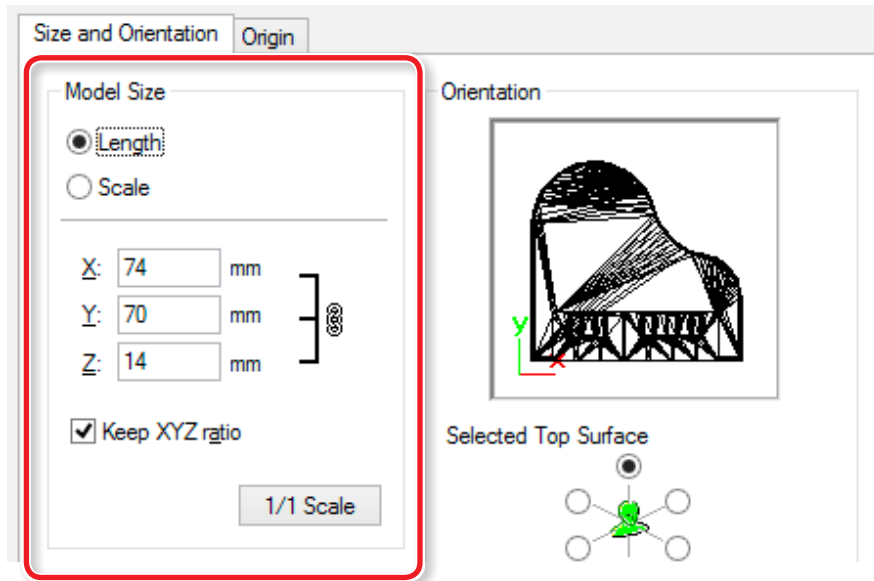 Size and Orientation Origin
Model Size
Length
Scale
X: 74 mm
Y: 70 mm
Z: 14 mm
Keep XYZ ratio
1/1 Scale
Orientation
y
x
Selected Top Surface